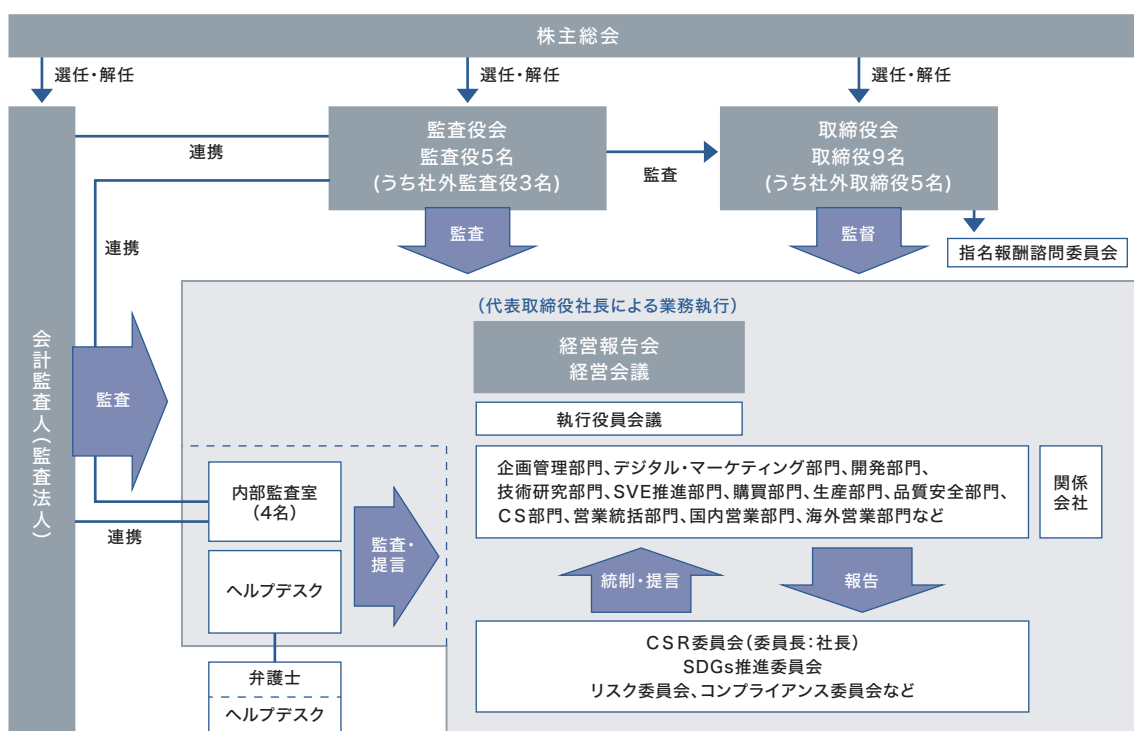 株主総会
選任・解任
選任・解任
選任・解任
監査役会
監査役5名
(うち社外監査役3名)
取締役会
取締役9名
(うち社外取締役5名)
連携
監査
連携
監査
監督
指名報酬諮問委員会
会計監査人(監査法人)
(代表取締役社長による業務執行)
経営報告会
経営会議
監査
執行役員会議
企画管理部門、デジタル・マーケティング部門、開発部門、
技術研究部門、SVE推進部門、購買部門、生産部門、品質安全部門、
CS部門、営業統括部門、国内営業部門、海外営業部門など
関係
会社
内部監査室
(4名)
連携
監査・
提言
ヘルプデスク
統制・提言
報告
CSR委員会(委員長:社長)
SDGs推進委員会
リスク委員会、コンプライアンス委員会など
弁護士
ヘルプデスク